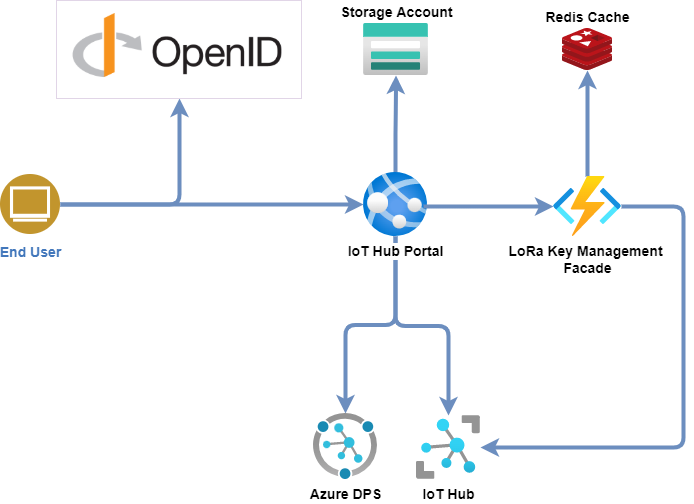 Storage Account
Redis Cache
OpenID
End User
IoT Hub Portal
LoRa Key Management
Facade
Azure DPS
IoT Hub